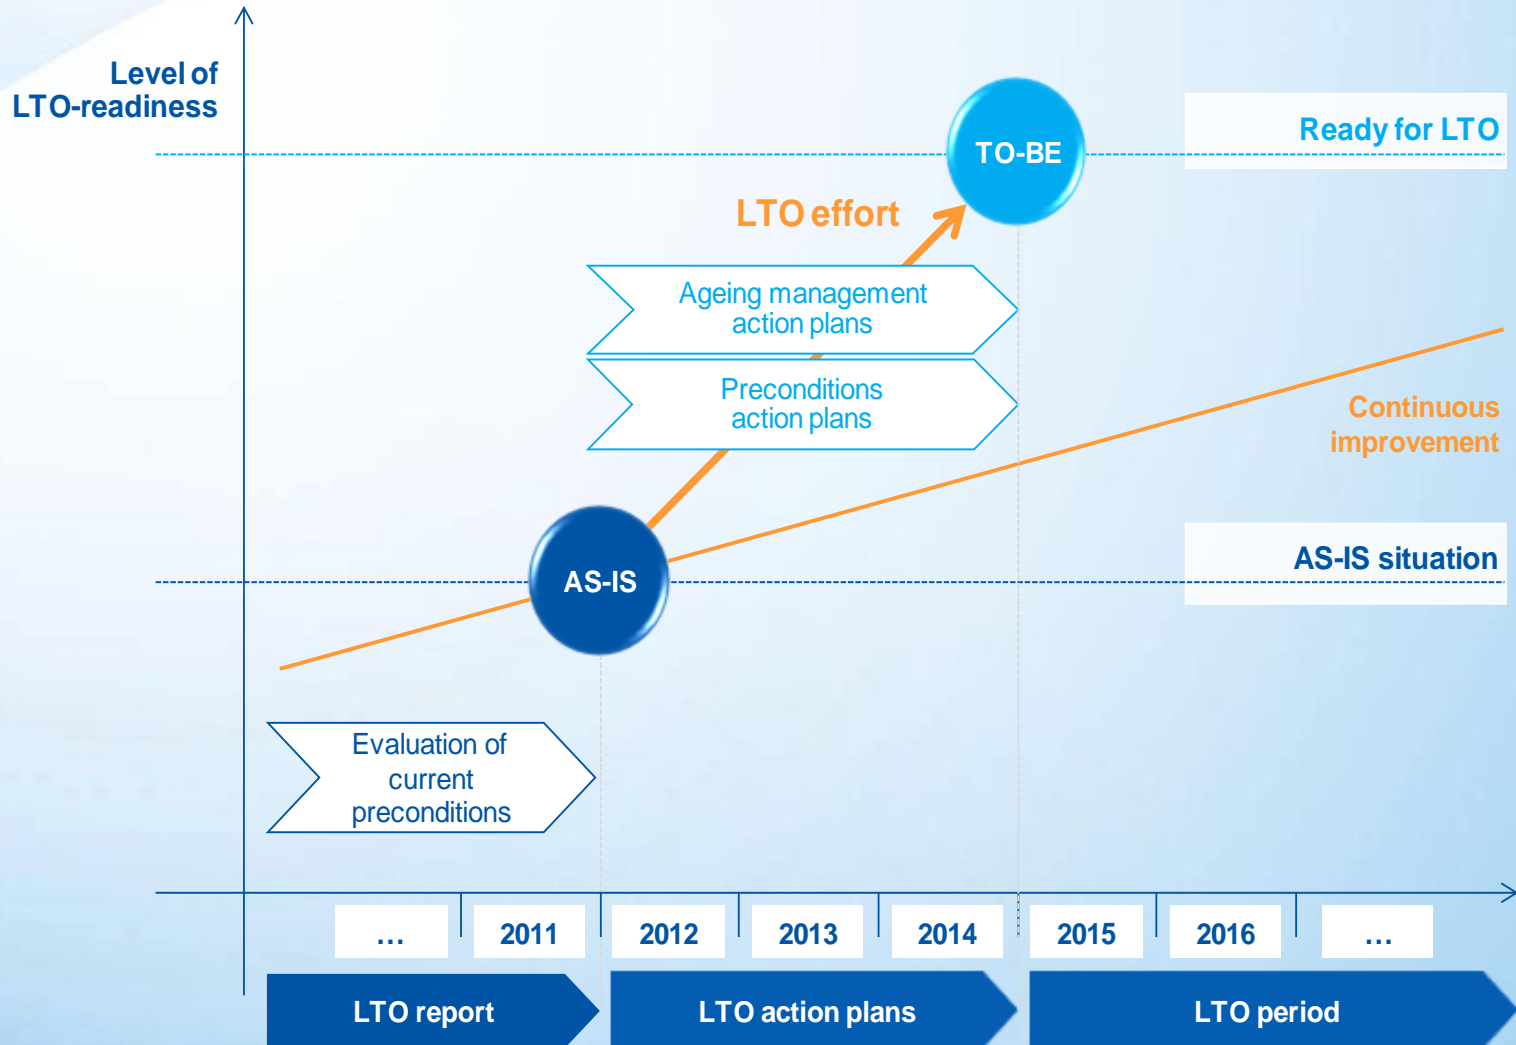 Level of
LTO-readiness
TO-BE
Ready for LTO
LTO effort
Ageing management
action plans
Preconditions
action plans
Continuous
improvement
AS-IS
AS-IS situation
Evaluation of
current
preconditions
...
2011
2012
2013
2014
2015
2016
...
LTO report
LTO action plans
LTO period